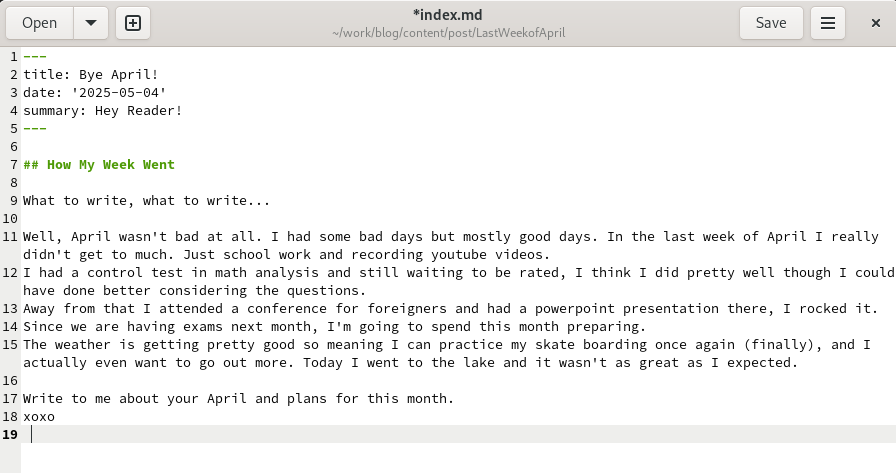 Open
*index.md
~/work/blog/content/post/LastWeekofApril
Save
1 ---
2 title: Bye April!
3 date: '2025-05-04'
4 summary: Hey Reader!
5 ---
6
7 ## How My Week Went
8
9 What to write, what to write...
10
11 Well, April wasn't bad at all. I had some bad days but mostly good days. In the last week of April I really
didn't get to much. Just school work and recording youtube videos.
12 I had a control test in math analysis and still waiting to be rated, I think I did pretty well though I could
have done better considering the questions.
13 Away from that I attended a conference for foreigners and had a powerpoint presentation there, I rocked it.
14 Since we are having exams next month, I'm going to spend this month preparing.
15 The weather is getting pretty good so meaning I can practice my skate boarding once again (finally), and I
actually even want to go out more. Today I went to the lake and it wasn't as great as I expected.
16
17 Write to me about your April and plans for this month.
18 xoxo
19